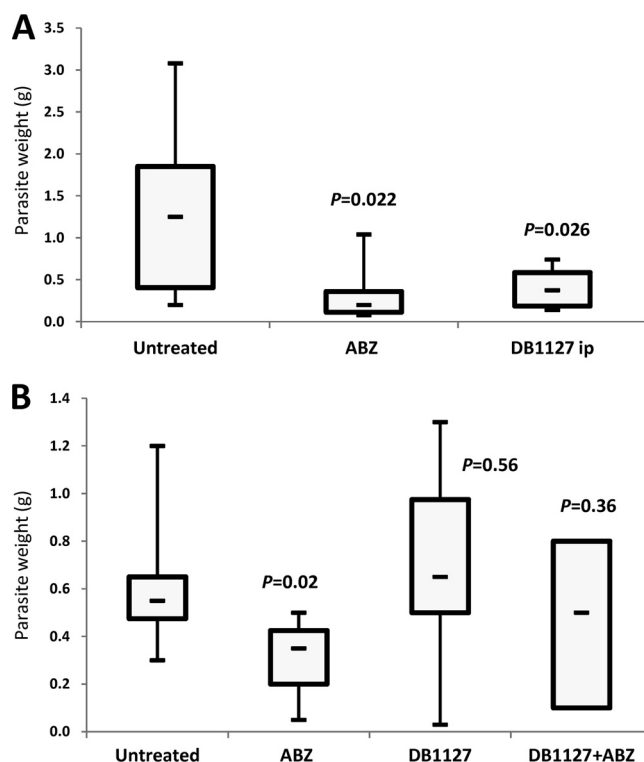 A
Parasite weight (g)
3.5
3.0
2.5
2.0
1.5
1.0
0.5
0.0
P=0.022
P=0.026
Untreated ABZ DB1127 ip
B
Parasite weight (g)
1.4
1.2
1.0
0.8
0.6
0.4
0.2
0.0
P=0.02
P=0.56
P=0.36
Untreated ABZ DB1127 DB1127+ABZ